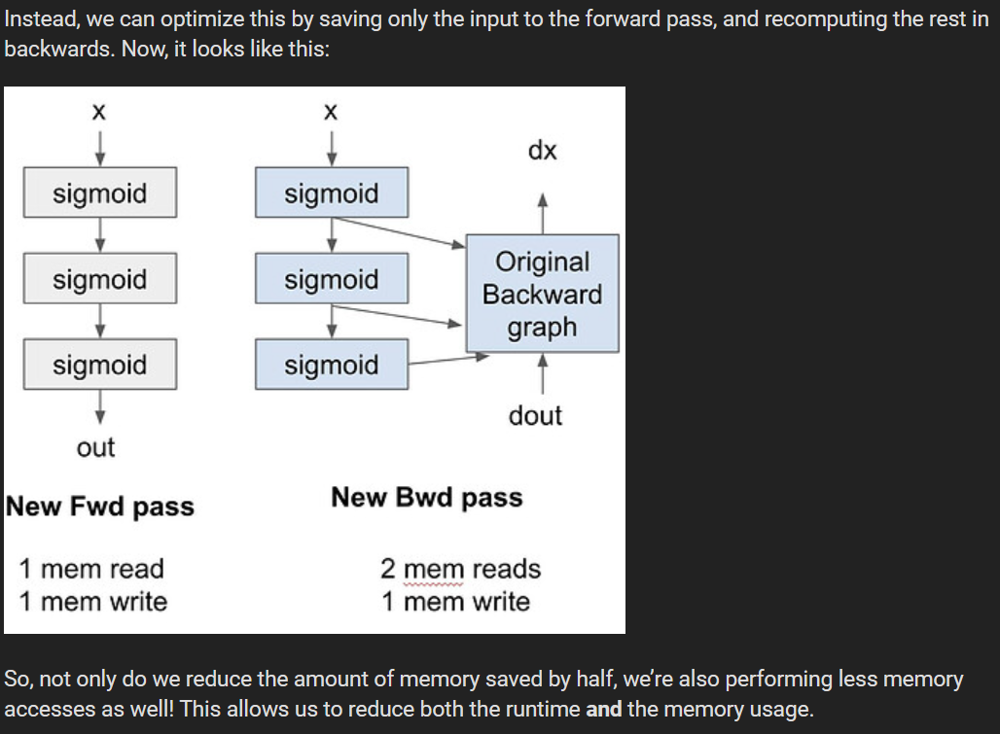 Instead, we can optimize this by saving only the input to the forward pass, and recomputing the rest in
backwards. Now, it looks like this:
x
sigmoid
sigmoid
sigmoid
out
New Fwd pass
1 mem read
1 mem write
x
sigmoid
sigmoid
sigmoid
dx
Original
Backward
graph
dout
New Bwd pass
2 mem reads
1 mem write
So, not only do we reduce the amount of memory saved by half, we’re also performing less memory
accesses as well! This allows us to reduce both the runtime and the memory usage.